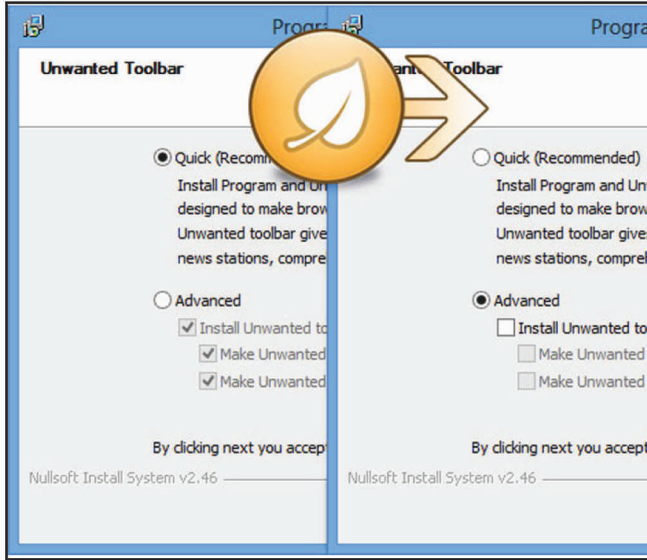 Progra
Unwanted Toolbar
Quick (Recomm
Install Program and Un
designed to make brow
Unwanted toolbar give
news stations, compre
Advanced
Install Unwanted to
Make Unwanted
Make Unwanted
By clicking next you accep
Nullsoft Install System v2.46
Progra
Toolbar
Quick (Recommended)
Install Program and Un
designed to make brow
Unwanted toolbar give
news stations, compre
Advanced
Install Unwanted to
Make Unwanted
Make Unwanted
By clicking next you accept
Nullsoft Install System v2.46